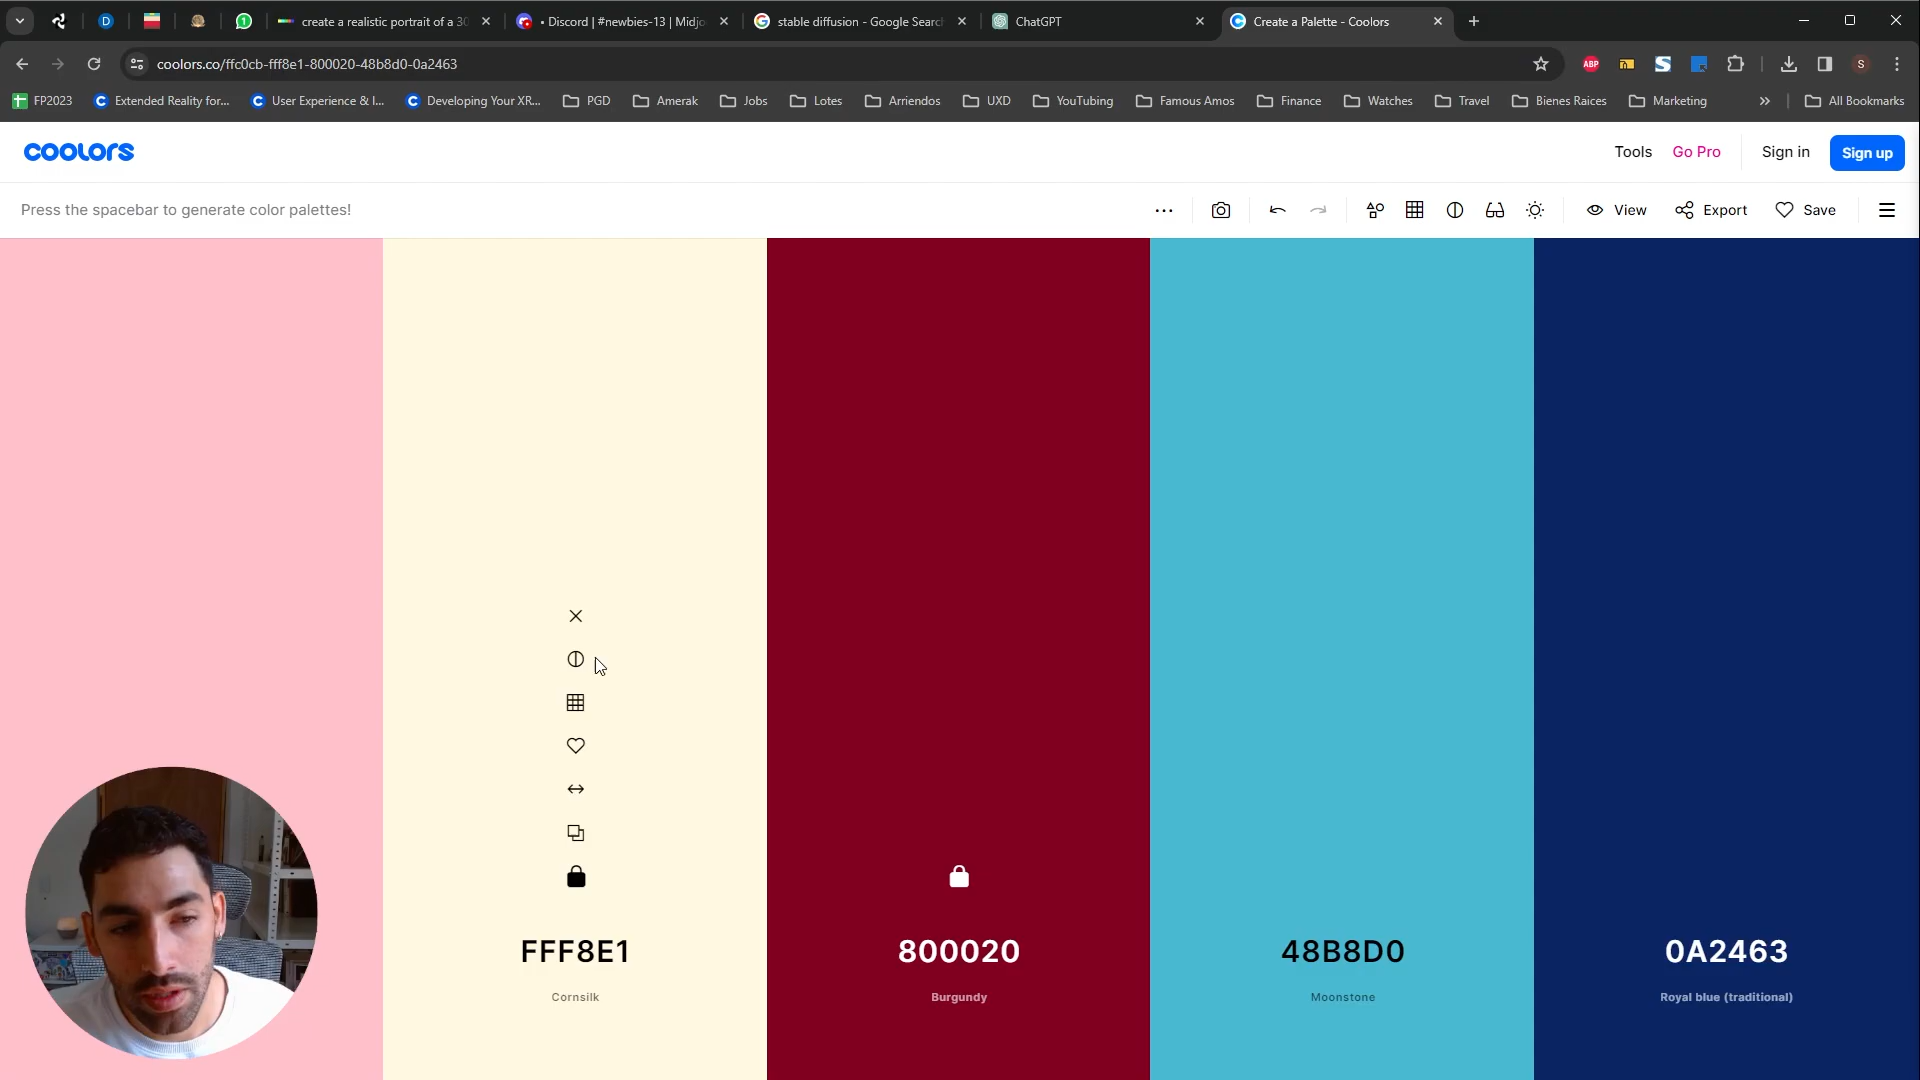 create a realistic portrait of a 30
• Discord | #newbies-13 | Midjo
stable diffusion - Google Search
ChatGPT
Create a Palette - Coolors
coolors.co/ffc0cb-fff8e1-800020-48b8d0-0a2463
ABP
S
FP2023
Extended Reality for...
User Experience & I...
Developing Your XR...
PGD
Amerak
Jobs
Lotes
Arriendos
UXD
YouTubing
Famous Amos
Finance
Watches
Travel
Bienes Raices
Marketing
All Bookmarks
coolors
Tools
Go Pro
Sign in
Sign up
Press the spacebar to generate color palettes!
View
Export
Save
FFF8E1
800020
48B8D0
0A2463
Cornsilk
Burgundy
Moonstone
Royal blue (traditional)